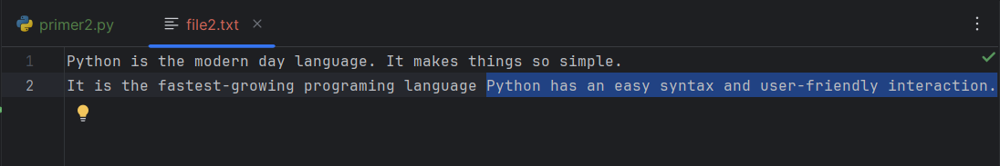 primer2.py file2.txt
1 Python is the modern day language. It makes things so simple.
2 It is the fastest-growing programing language Python has an easy syntax and user-friendly interaction.